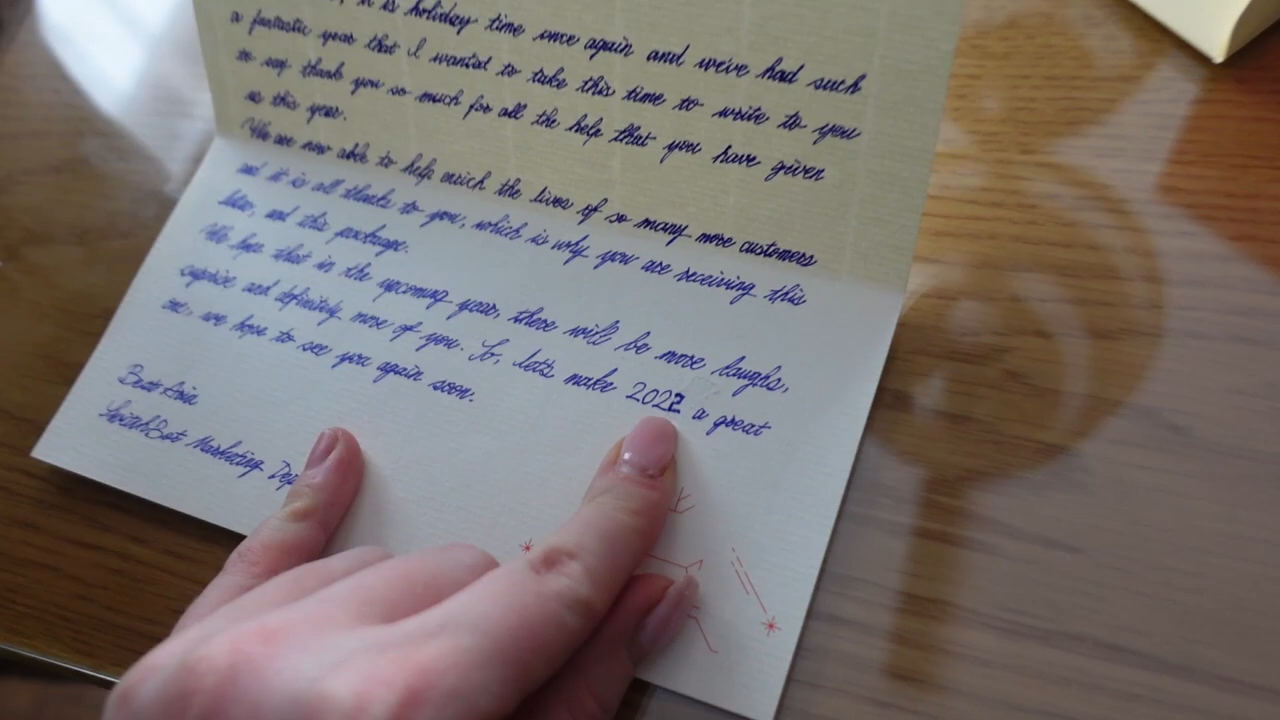 it is holiday time once again and we've had such
a fantastic year that I wanted to take this time to write to you
to say thank you so much for all the help that you have given
us this year.
We are now able to help enrich the lives of so many more customers
and it is all thanks to you, which is why you are receiving this
letter, and this package.
We hope that in the upcoming year, there will be more laughs,
suprise and definitely more of you. So, let's make 2022 a great
one, we hope to see you again soon.
Best
SwitchBot Marketing Dep